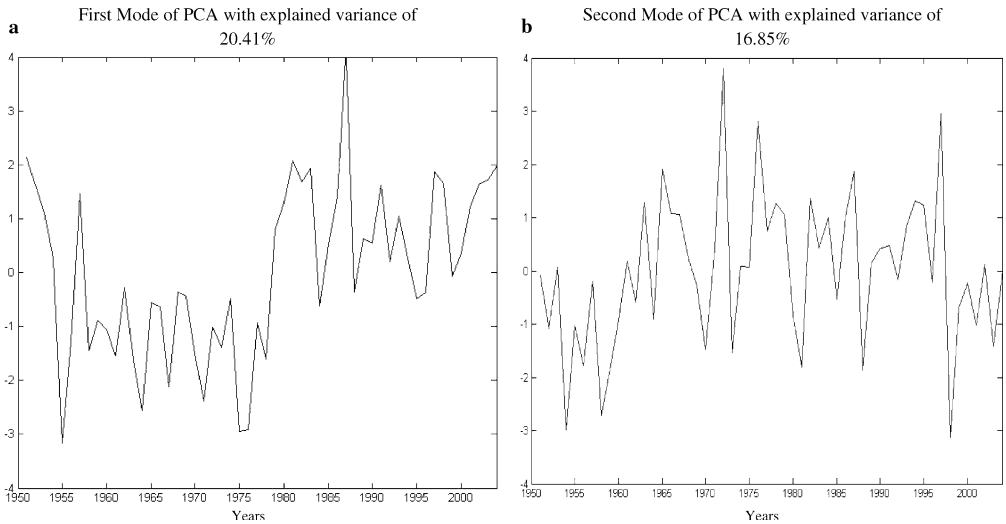 a
First Mode of PCA with explained variance of
20.41%
4
3
2
1
0
-1
-2
-3
-4
1950 1955 1960 1965 1970 1975 1980 1985 1990 1995 2000
Years
b
Second Mode of PCA with explained variance of
16.85%
4
3
2
1
0
-1
-2
-3
-4
1950 1955 1960 1965 1970 1975 1980 1985 1990 1995 2000
Years